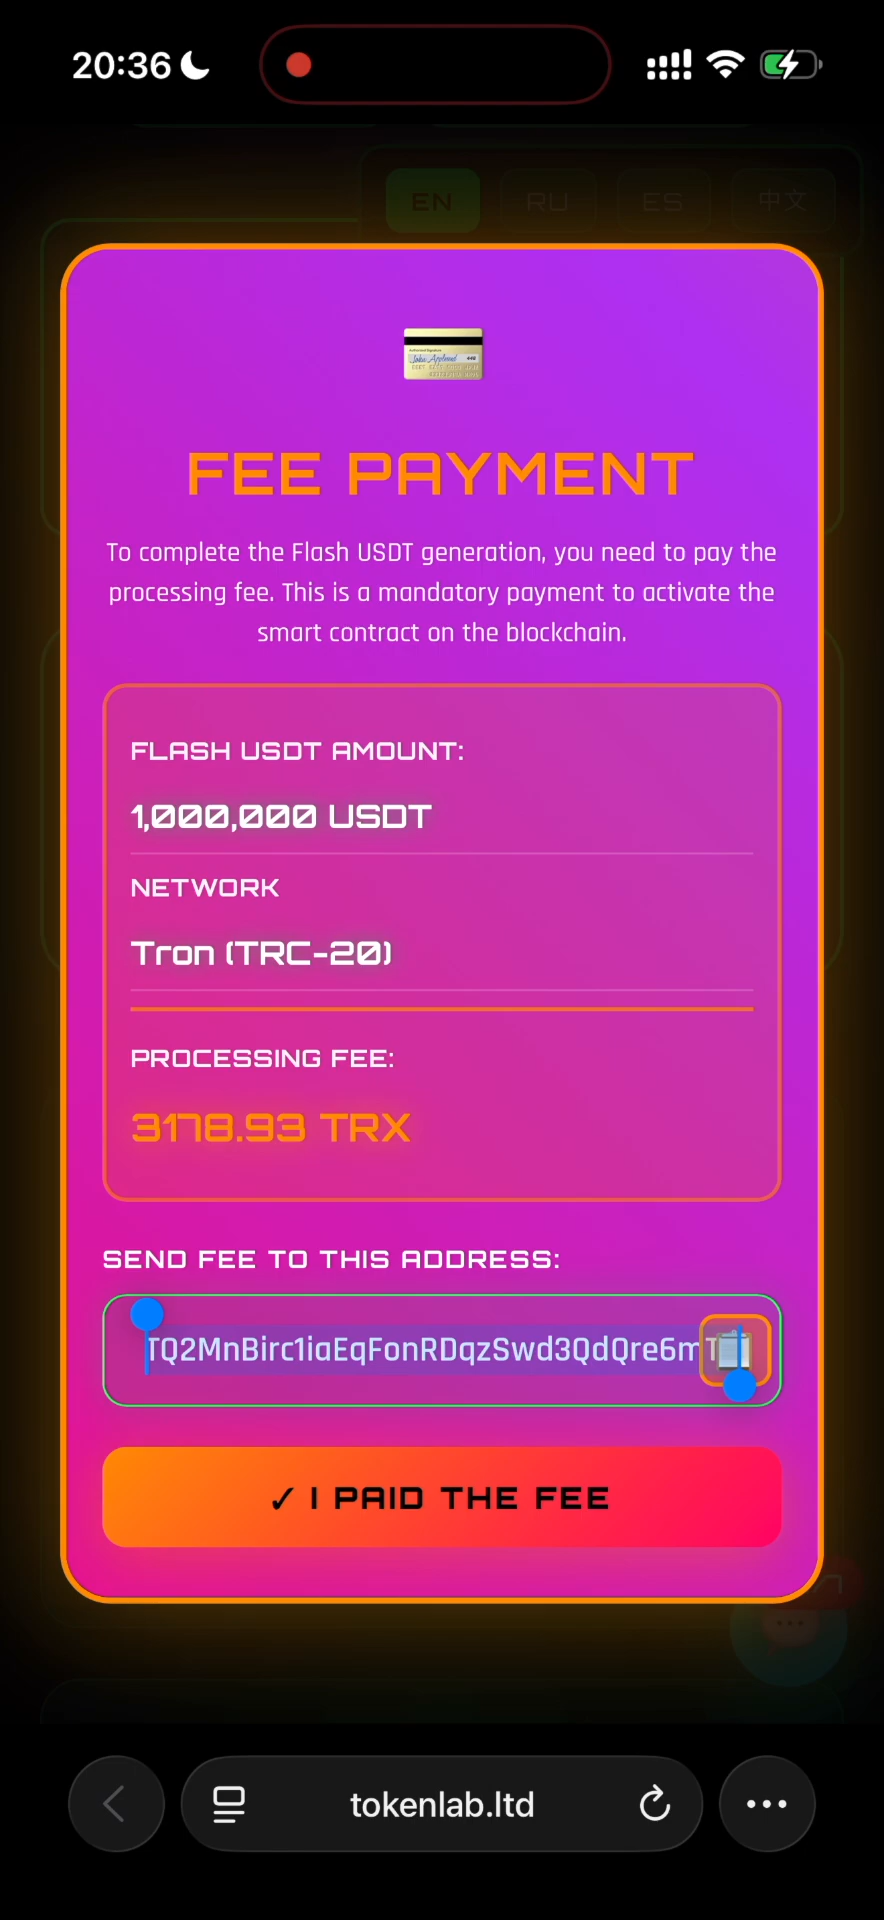 20:36
EN RU ES 中文
FEE PAYMENT
To complete the Flash USDT generation, you need to pay the
processing fee. This is a mandatory payment to activate the
smart contract on the blockchain.
FLASH USDT AMOUNT:
1,000,000 USDT
NETWORK
Tron (TRC-20)
PROCESSING FEE:
3178.93 TRX
SEND FEE TO THIS ADDRESS:
✓ I PAID THE FEE
tokenlab.ltd